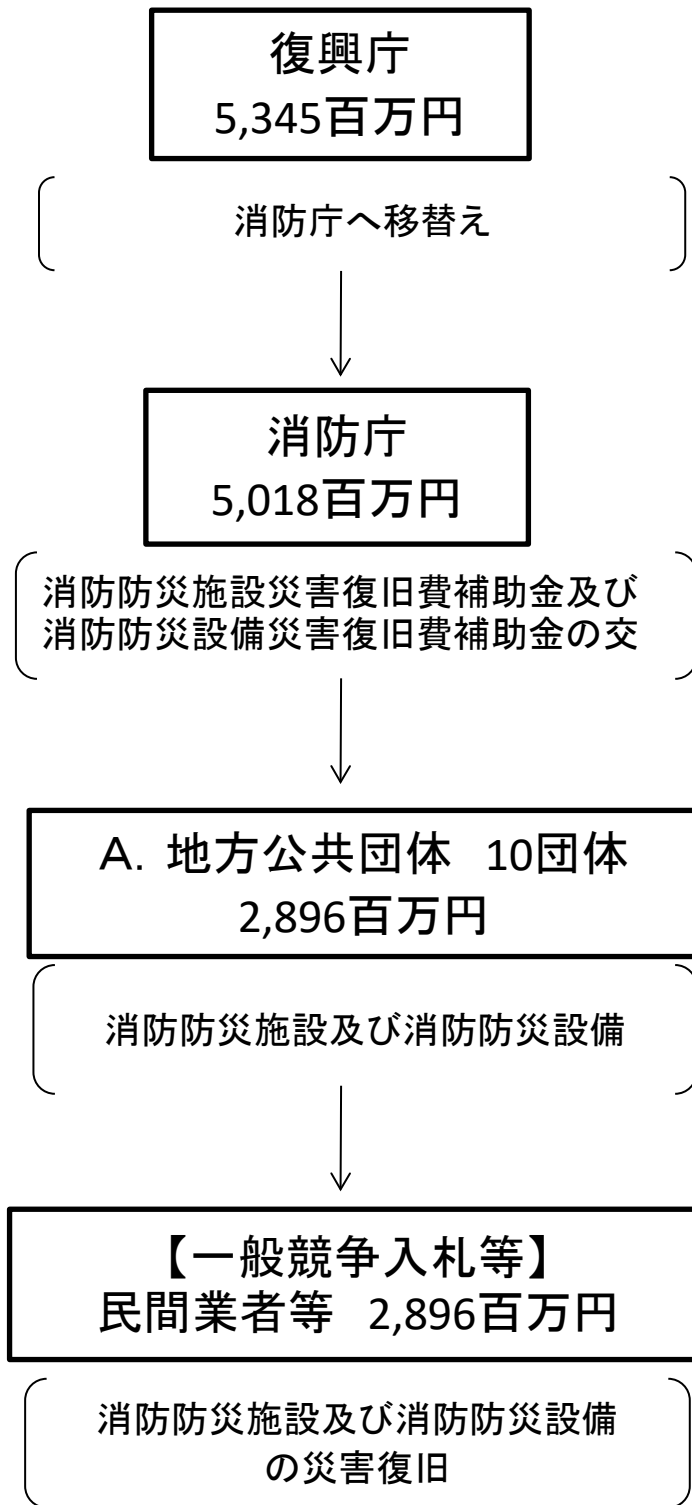 復興庁
5,345百万円
消防庁へ移替え
消防庁
5,018百万円
消防防災施設災害復旧費補助金及び
消防防災設備災害復旧費補助金の交
A. 地方公共団体 10団体
2,896百万円
消防防災施設及び消防防災設備
【一般競争入札等】
民間業者等 2,896百万円
消防防災施設及び消防防災設備
の災害復旧